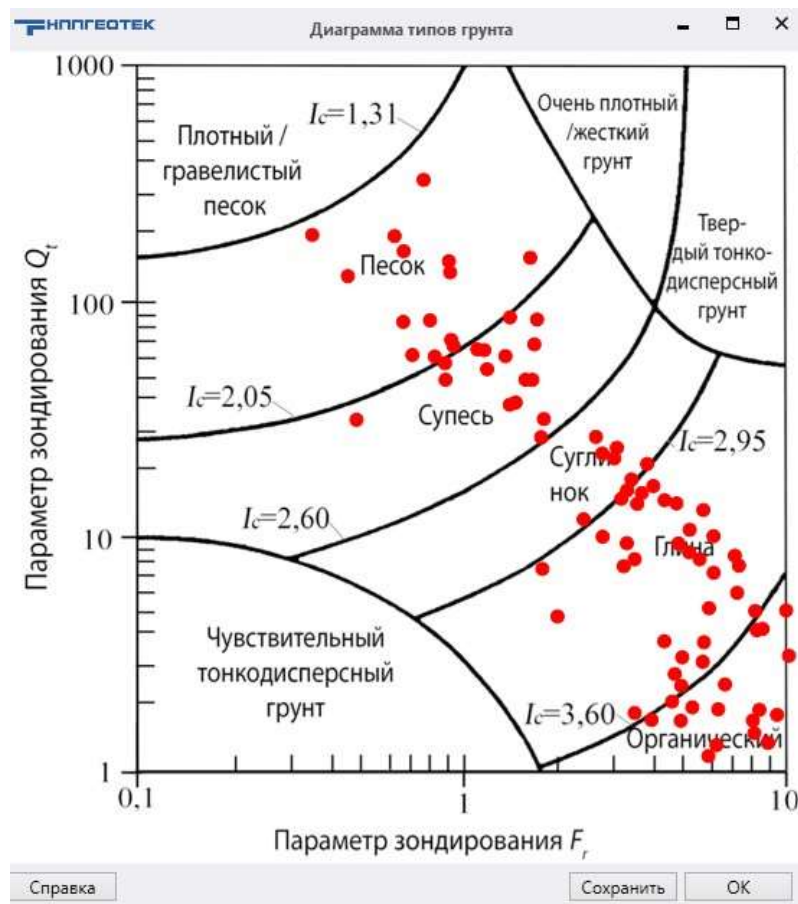 НППГЕОТЕК
Диаграмма типов грунта
1000
100
10
1
0,1
1
10
Параметр зондирования Qt
Параметр зондирования Fr
Плотный /
гравелистый
песок
Ic=1,31
Очень плотный
/жесткий
грунт
Твер-
дый тонко-
дисперсный
грунт
Песок
Ic=2,05
Супесь
Ic=2,60
Сугли
нок
Ic=2,95
Глина
Чувствительный
тонкодисперсный
грунт
Ic=3,60
Органический
Справка
Сохранить
ОК